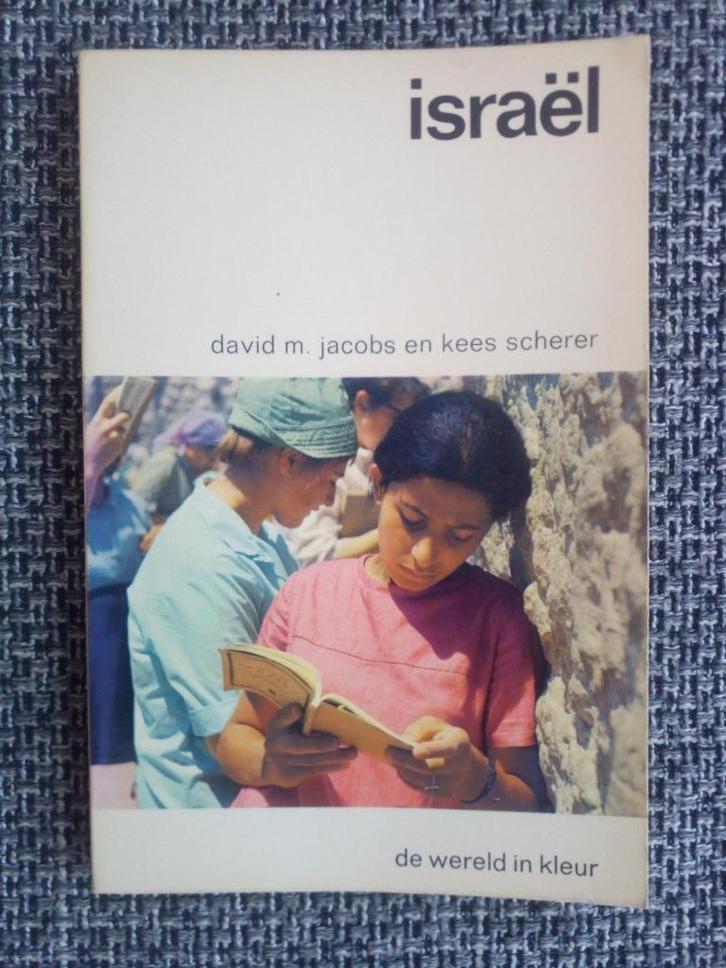 israël
david m. jacobs en kees scherer
de wereld in kleur